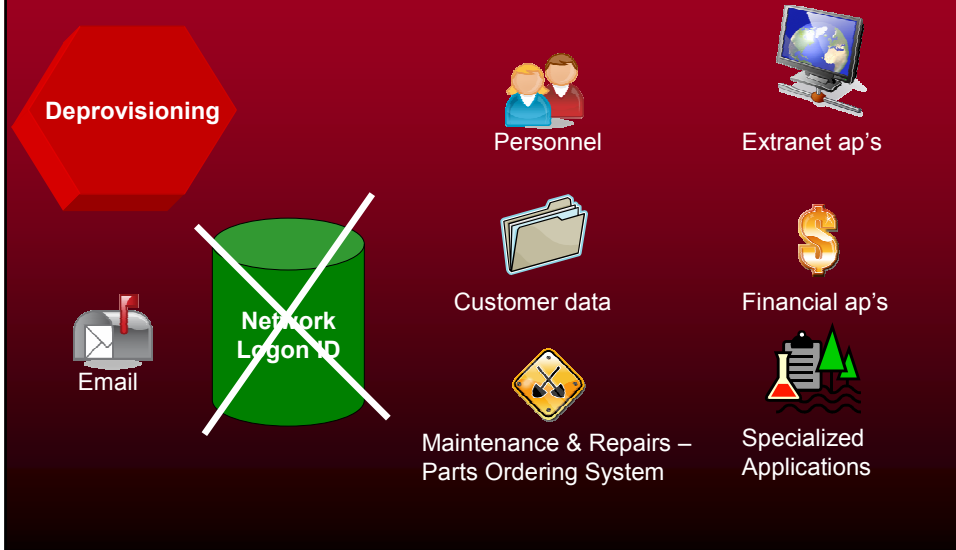 Deprovisioning
Personnel
Extranet ap's
Customer data
Financial ap's
Network
Logon ID
Email
Maintenance & Repairs –
Parts Ordering System
Specialized
Applications